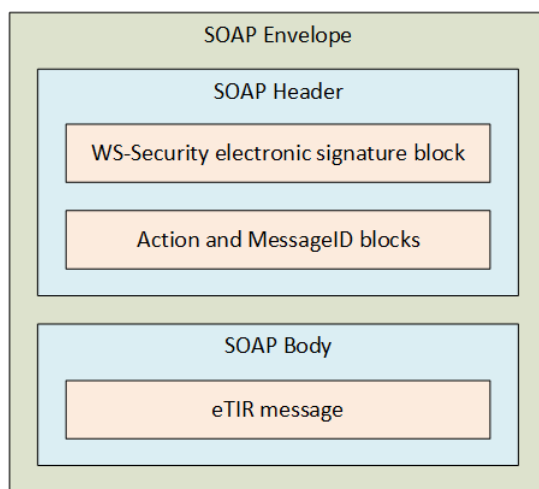 SOAP Envelope
SOAP Header
WS-Security electronic signature block
Action and MessageID blocks
SOAP Body
eTIR message